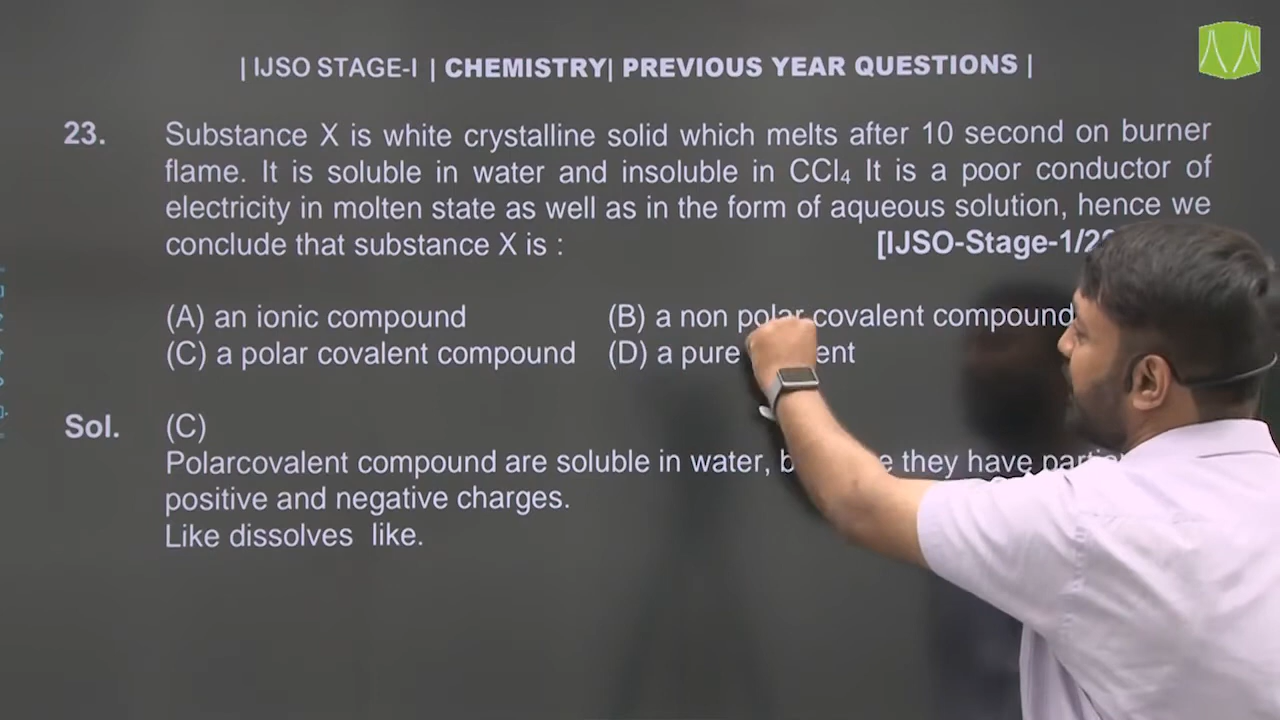 | IJSO STAGE-I | CHEMISTRY| PREVIOUS YEAR QUESTIONS |
23. Substance X is white crystalline solid which melts after 10 second on burner
flame. It is soluble in water and insoluble in CCl₄ It is a poor conductor of
electricity in molten state as well as in the form of aqueous solution, hence we
conclude that substance X is : [IJSO-Stage-1/
(A) an ionic compound (B) a non polar covalent compound
(C) a polar covalent compound (D) a pure
Sol. (C)
Polarcovalent compound are soluble in water, they have
positive and negative charges.
Like dissolves like.